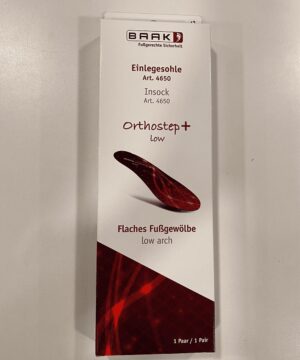 BAAK
Fußgerechte Sicherheit
Einlegesohle
Art. 4650
Insock
Art. 4650
Orthostep+
Low
Flaches Fußgewölbe
low arch
1 Paar / 1 Pair